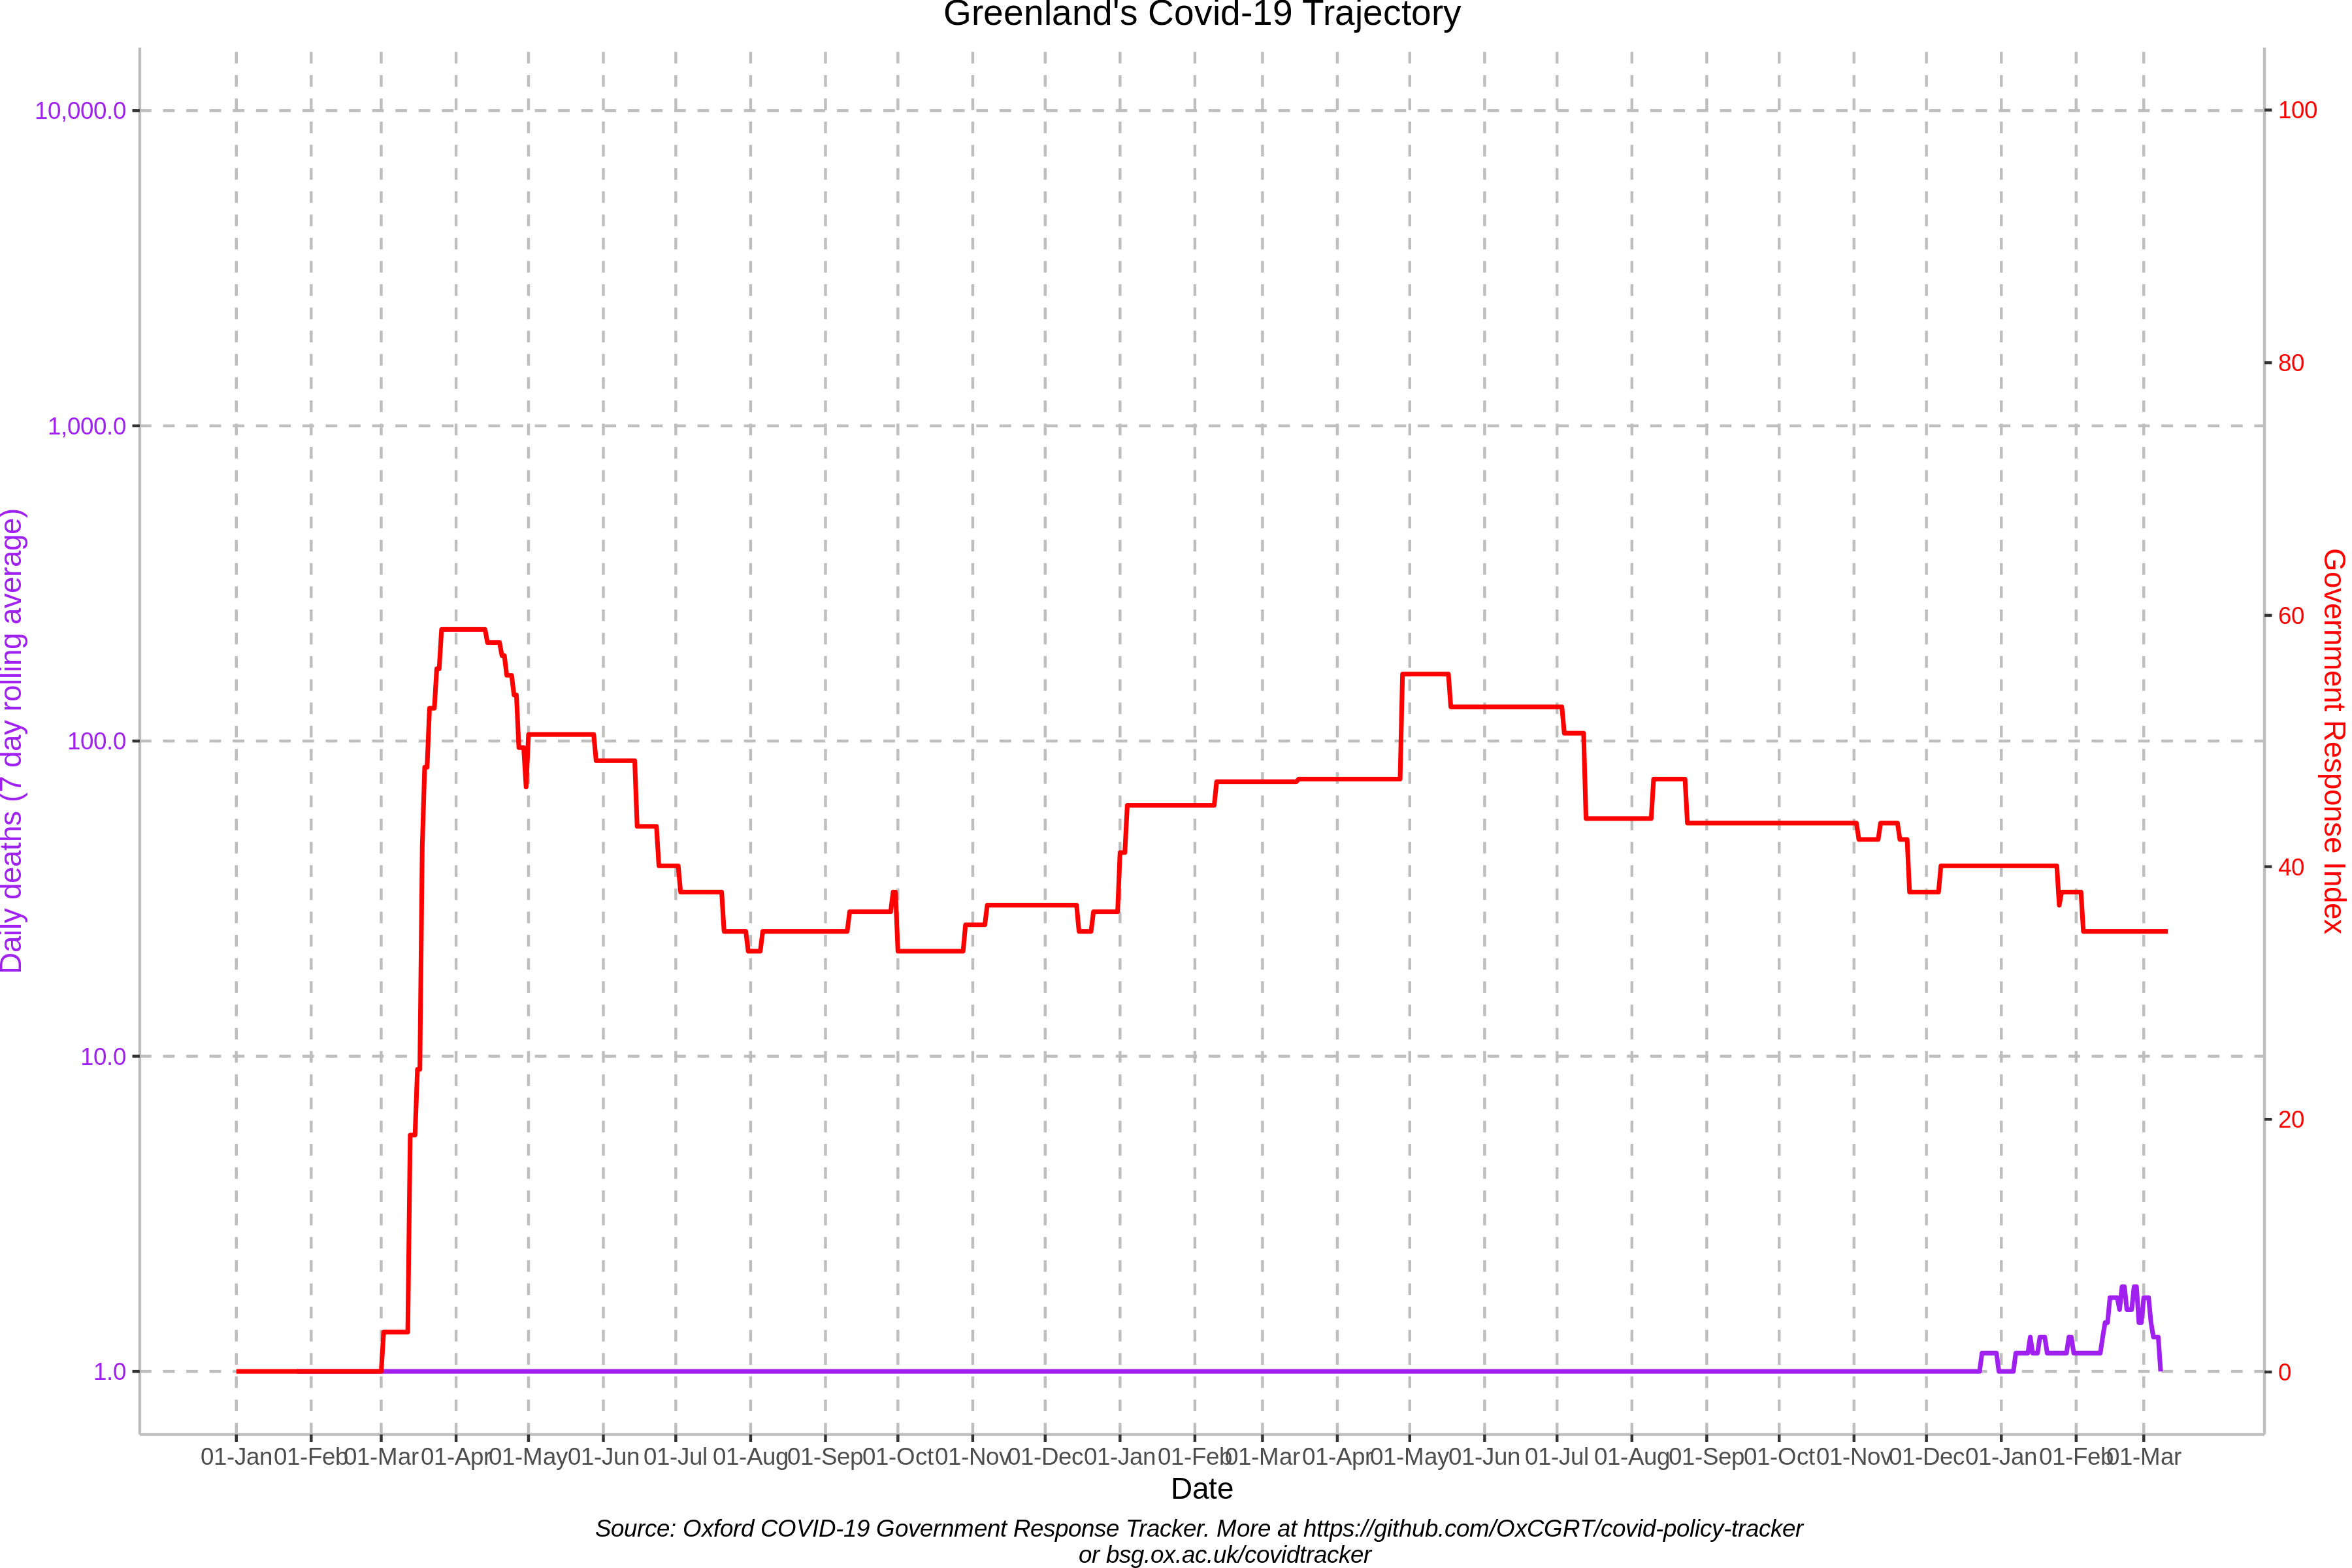 Greenland's Covid-19 Trajectory
10,000.0
1,000.0
100.0
10.0
1.0
Daily deaths (7 day rolling average)
100
80
60
40
20
0
Government Response Index
01-Jan 01-Feb 01-Mar 01-Apr 01-May 01-Jun 01-Jul 01-Aug 01-Sep 01-Oct 01-Nov 01-Dec 01-Jan 01-Feb 01-Mar 01-Apr 01-May 01-Jun 01-Jul 01-Aug 01-Sep 01-Oct 01-Nov 01-Dec 01-Jan 01-Feb 01-Mar
Date
Source: Oxford COVID-19 Government Response Tracker. More at https://github.com/OxCGRT/covid-policy-tracker
or bsg.ox.ac.uk/covidtracker